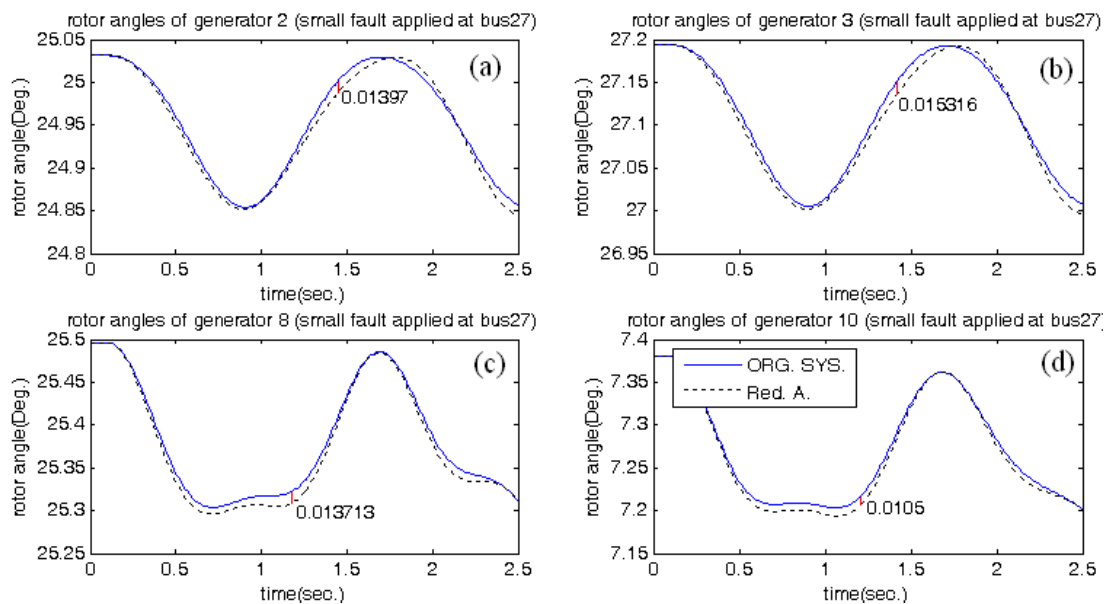 rotor angles of generator 2 (small fault applied at bus27)
25.05
25
24.95
24.9
24.85
24.8
rotor angle(Deg.)
(a)
0.01397
0 0.5 1 1.5 2 2.5
time(sec.)
rotor angles of generator 3 (small fault applied at bus27)
27.2
27.15
27.1
27.05
27
26.95
rotor angle(Deg.)
(b)
0.015316
0 0.5 1 1.5 2 2.5
time(sec.)
rotor angles of generator 8 (small fault applied at bus27)
25.5
25.45
25.4
25.35
25.3
25.25
rotor angle(Deg.)
(c)
0.013713
0 0.5 1 1.5 2 2.5
time(sec.)
rotor angles of generator 10 (small fault applied at bus27)
7.4
7.35
7.3
7.25
7.2
7.15
rotor angle(Deg.)
ORG. SYS.
Red. A.
(d)
0.0105
0 0.5 1 1.5 2 2.5
time(sec.)